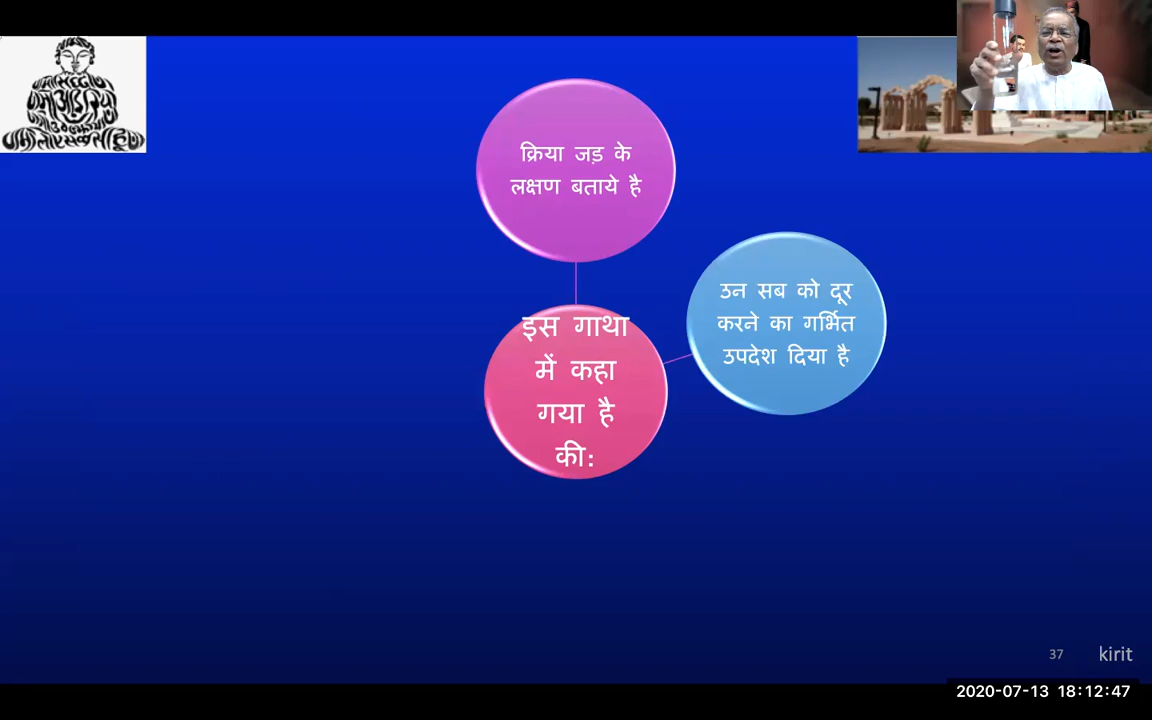 क्रिया जड़ के
लक्षण बताये है
उन सब को दूर
करने का गर्भित
उपदेश दिया है
इस गाथा
में कहा
गया है
की:
37
kirit
2020-07-13 18:12:47